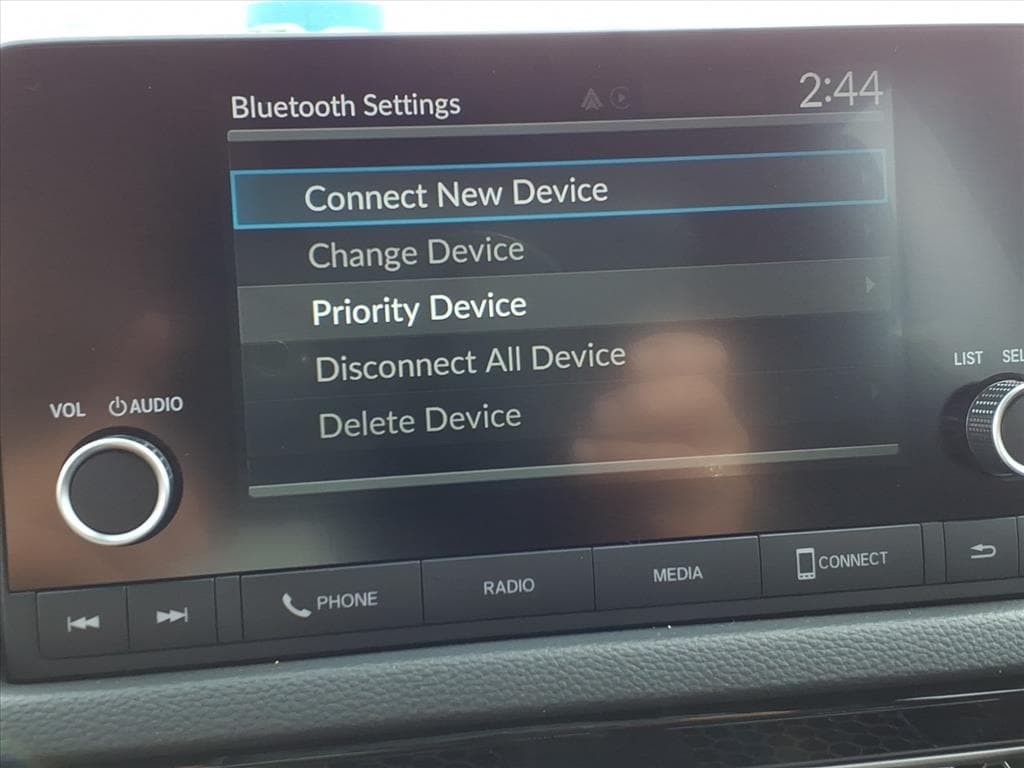 Bluetooth Settings
2:44
Connect New Device
Change Device
Priority Device
Disconnect All Device
Delete Device
LIST
VOL
AUDIO
PHONE
RADIO
MEDIA
CONNECT